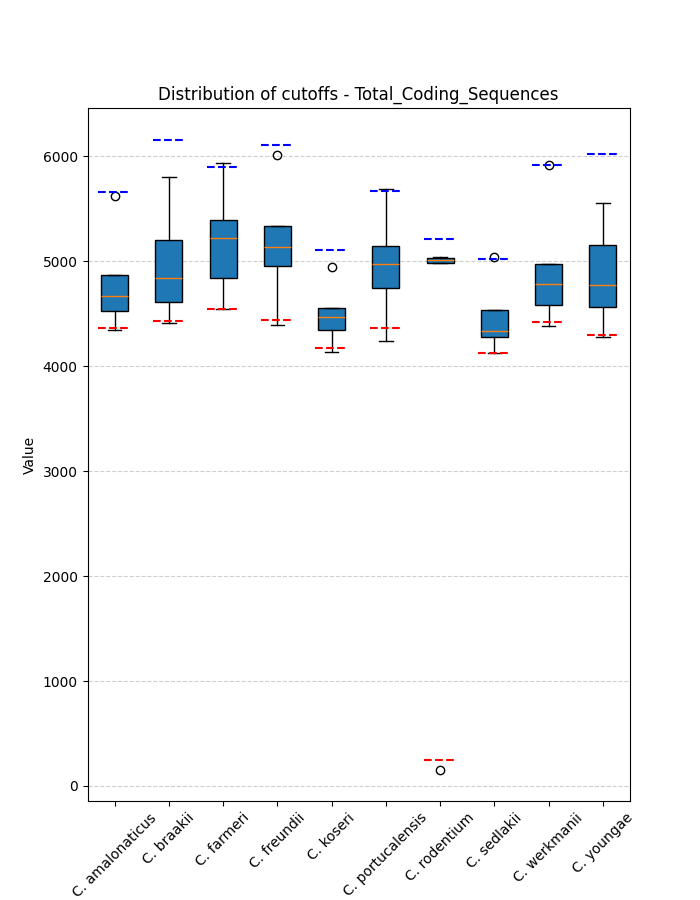 Distribution of cutoffs - Total_Coding_Sequences
Value
6000
5000
4000
3000
2000
1000
0
C. amalonaticus
C. braakii
C. farmeri
C. freundii
C. koseri
C. portucalensis
C. rodentium
C. sedlakii
C. werkmanii
C. youngae